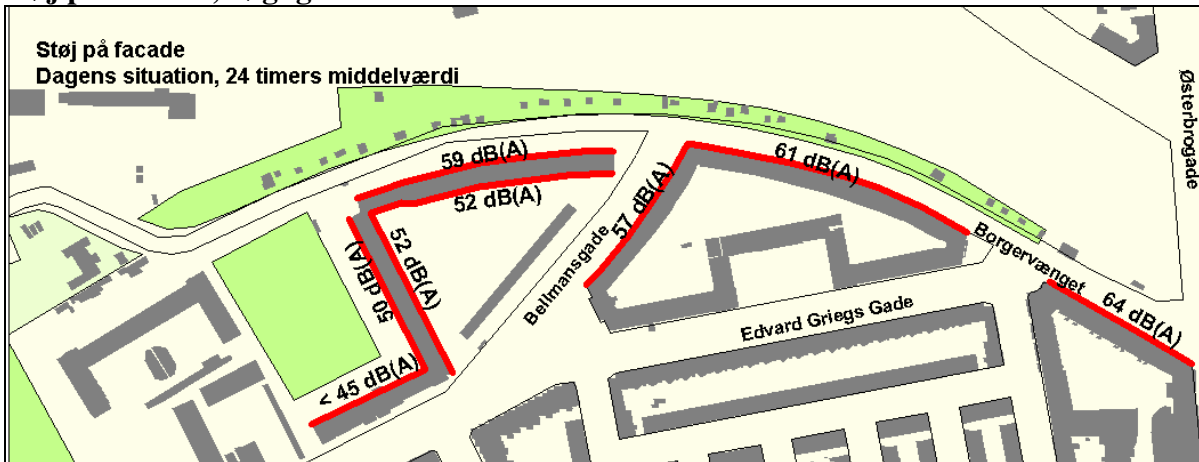 Støj på facade
Dagens situation, 24 timers middelværdi
Østerbrogade
59 dB(A)
61 dB(A)
52 dB(A)
57 dB(A)
52 dB(A)
50 dB(A)
Bellmansgade
Borgervænget
64 dB(A)
Edvard Griegs Gade
< 45 dB(A)